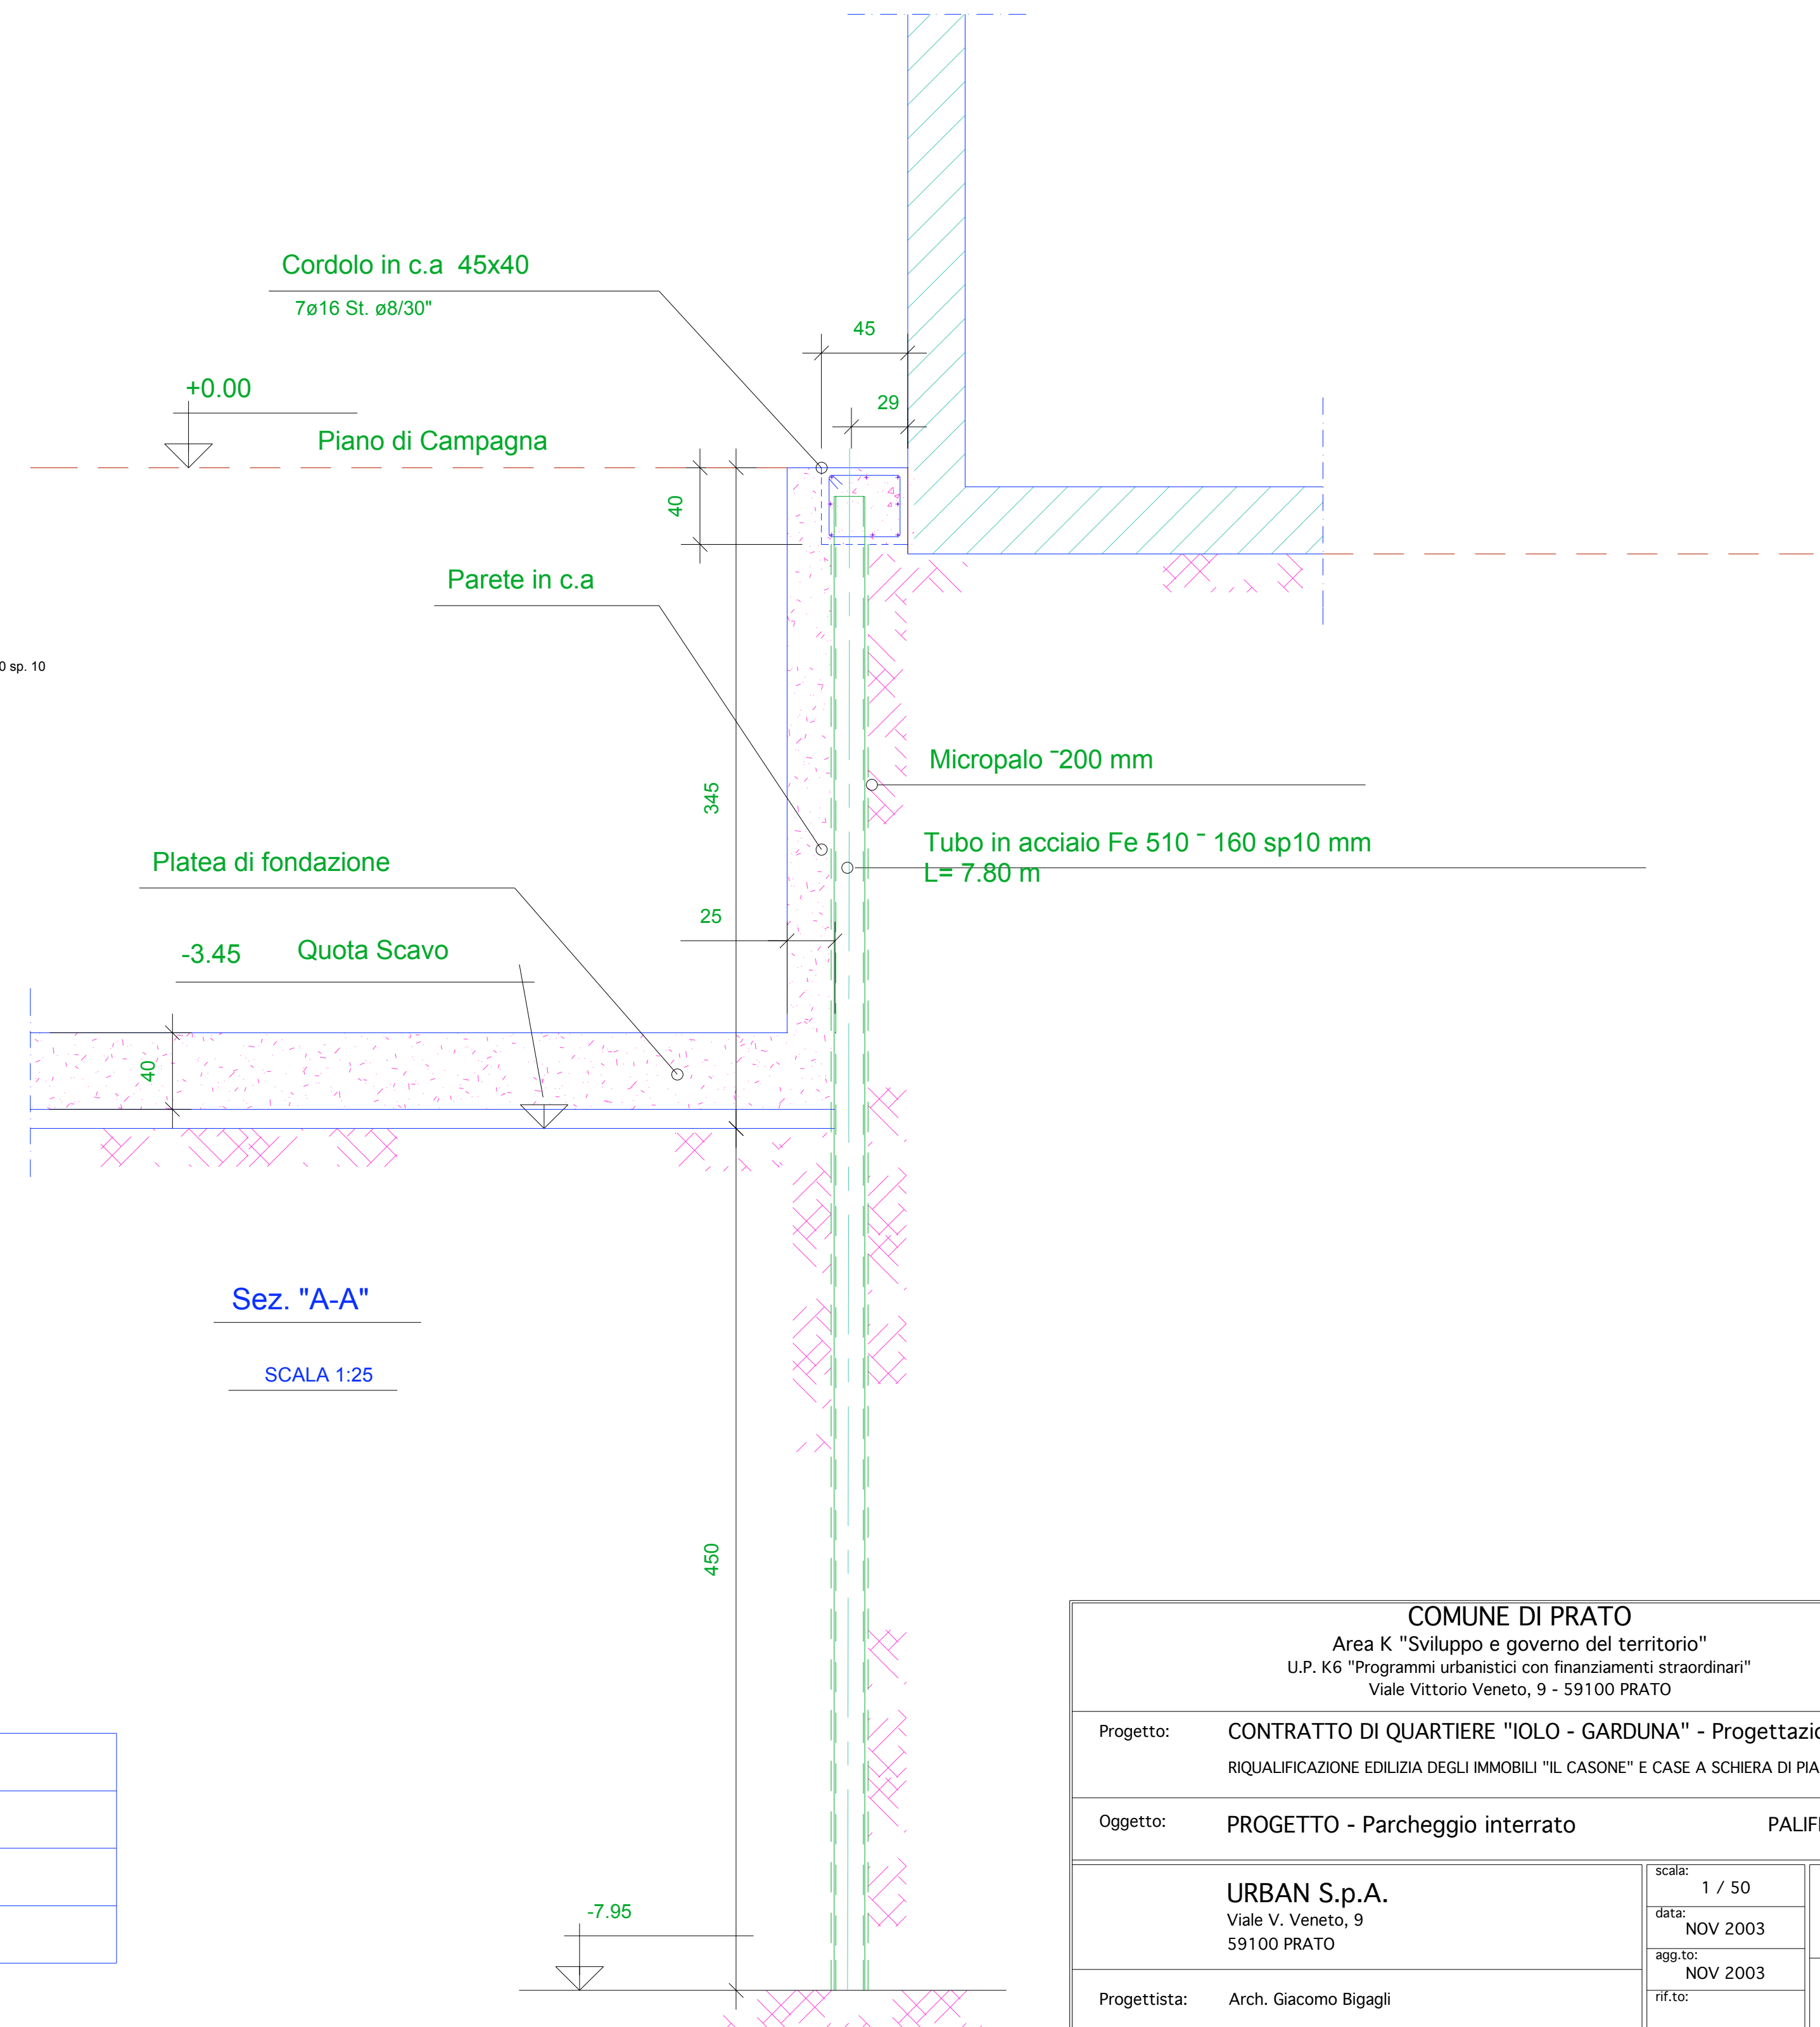 Cordolo in c.a  45x40
7ø16 St. ø8/30"
45
+0.00
29
Piano di Campagna
40
Parete in c.a
0 sp. 10
Micropalo ¯200 mm
345
Tubo in acciaio Fe 510 ¯ 160 sp10 mm
L= 7.80 m
Platea di fondazione
25
-3.45
Quota Scavo
40
Sez. "A-A"
SCALA 1:25
450
-7.95
COMUNE DI PRATO
Area K "Sviluppo e governo del territorio"
U.P. K6 "Programmi urbanistici con finanziamenti straordinari"
Viale Vittorio Veneto, 9 - 59100 PRATO
Progetto:
CONTRATTO DI QUARTIERE "IOLO - GARDUNA" - Progettazi
RIQUALIFICAZIONE EDILIZIA DEGLI IMMOBILI "IL CASONE" E CASE A SCHIERA DI PIA
Oggetto:
PROGETTO - Parcheggio interrato
PALIF
URBAN S.p.A.
Viale V. Veneto, 9
59100 PRATO
scala:
1 / 50
data:
NOV 2003
agg.to:
NOV 2003
rif.to:
Progettista:
Arch. Giacomo Bigagli